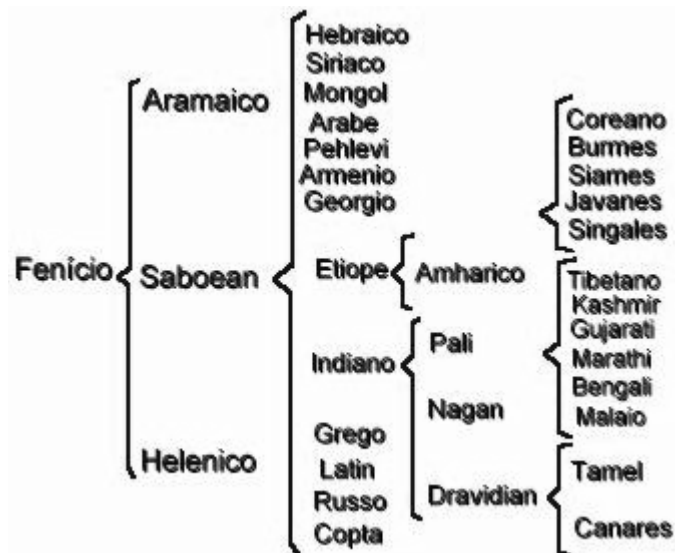 Fenício
Aramaico
Saboean
Helenico
Hebraico
Siriaco
Mongol
Arabe
Pehlevi
Armenio
Georgio
Etiope
Indiano
Grego
Latin
Russo
Copta
Amharico
Pali
Nagan
Dravidian
Coreano
Burmes
Siames
Javanes
Singales
Tibetano
Kashmir
Gujarati
Marathi
Bengali
Malaio
Tamel
Canares